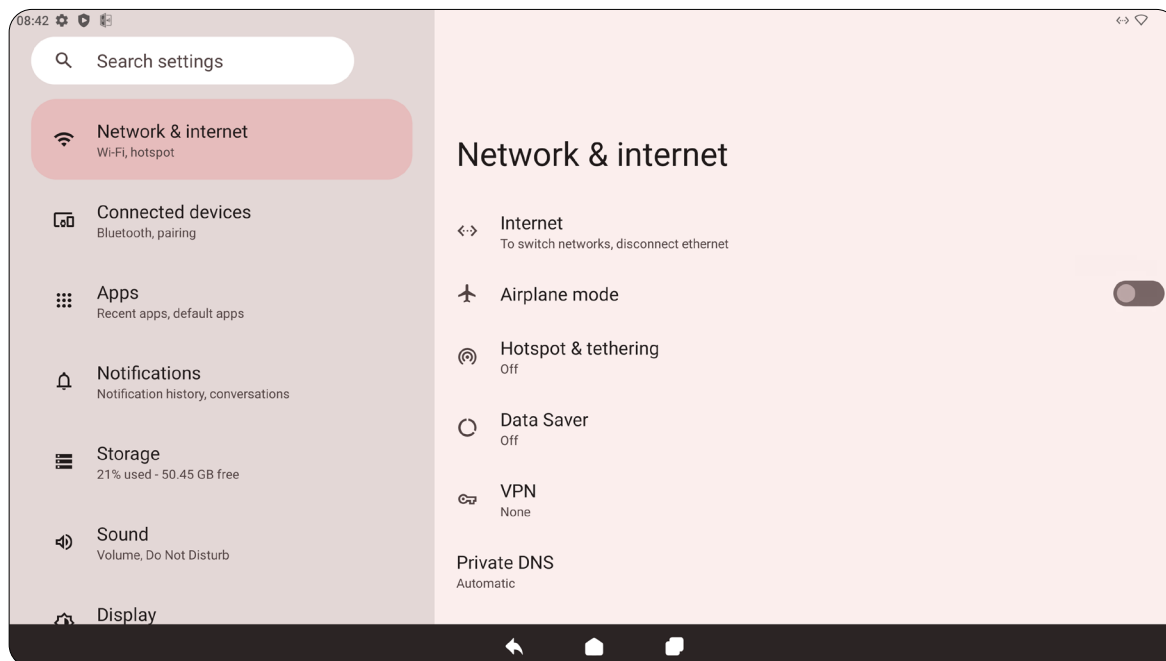 08:42
Search settings
Network & internet
Wi-Fi, hotspot
Connected devices
Bluetooth, pairing
Apps
Recent apps, default apps
Notifications
Notification history, conversations
Storage
21% used - 50.45 GB free
Sound
Volume, Do Not Disturb
Display
Network & internet
Internet
To switch networks, disconnect ethernet
Airplane mode
Hotspot & tethering
Off
Data Saver
Off
VPN
None
Private DNS
Automatic